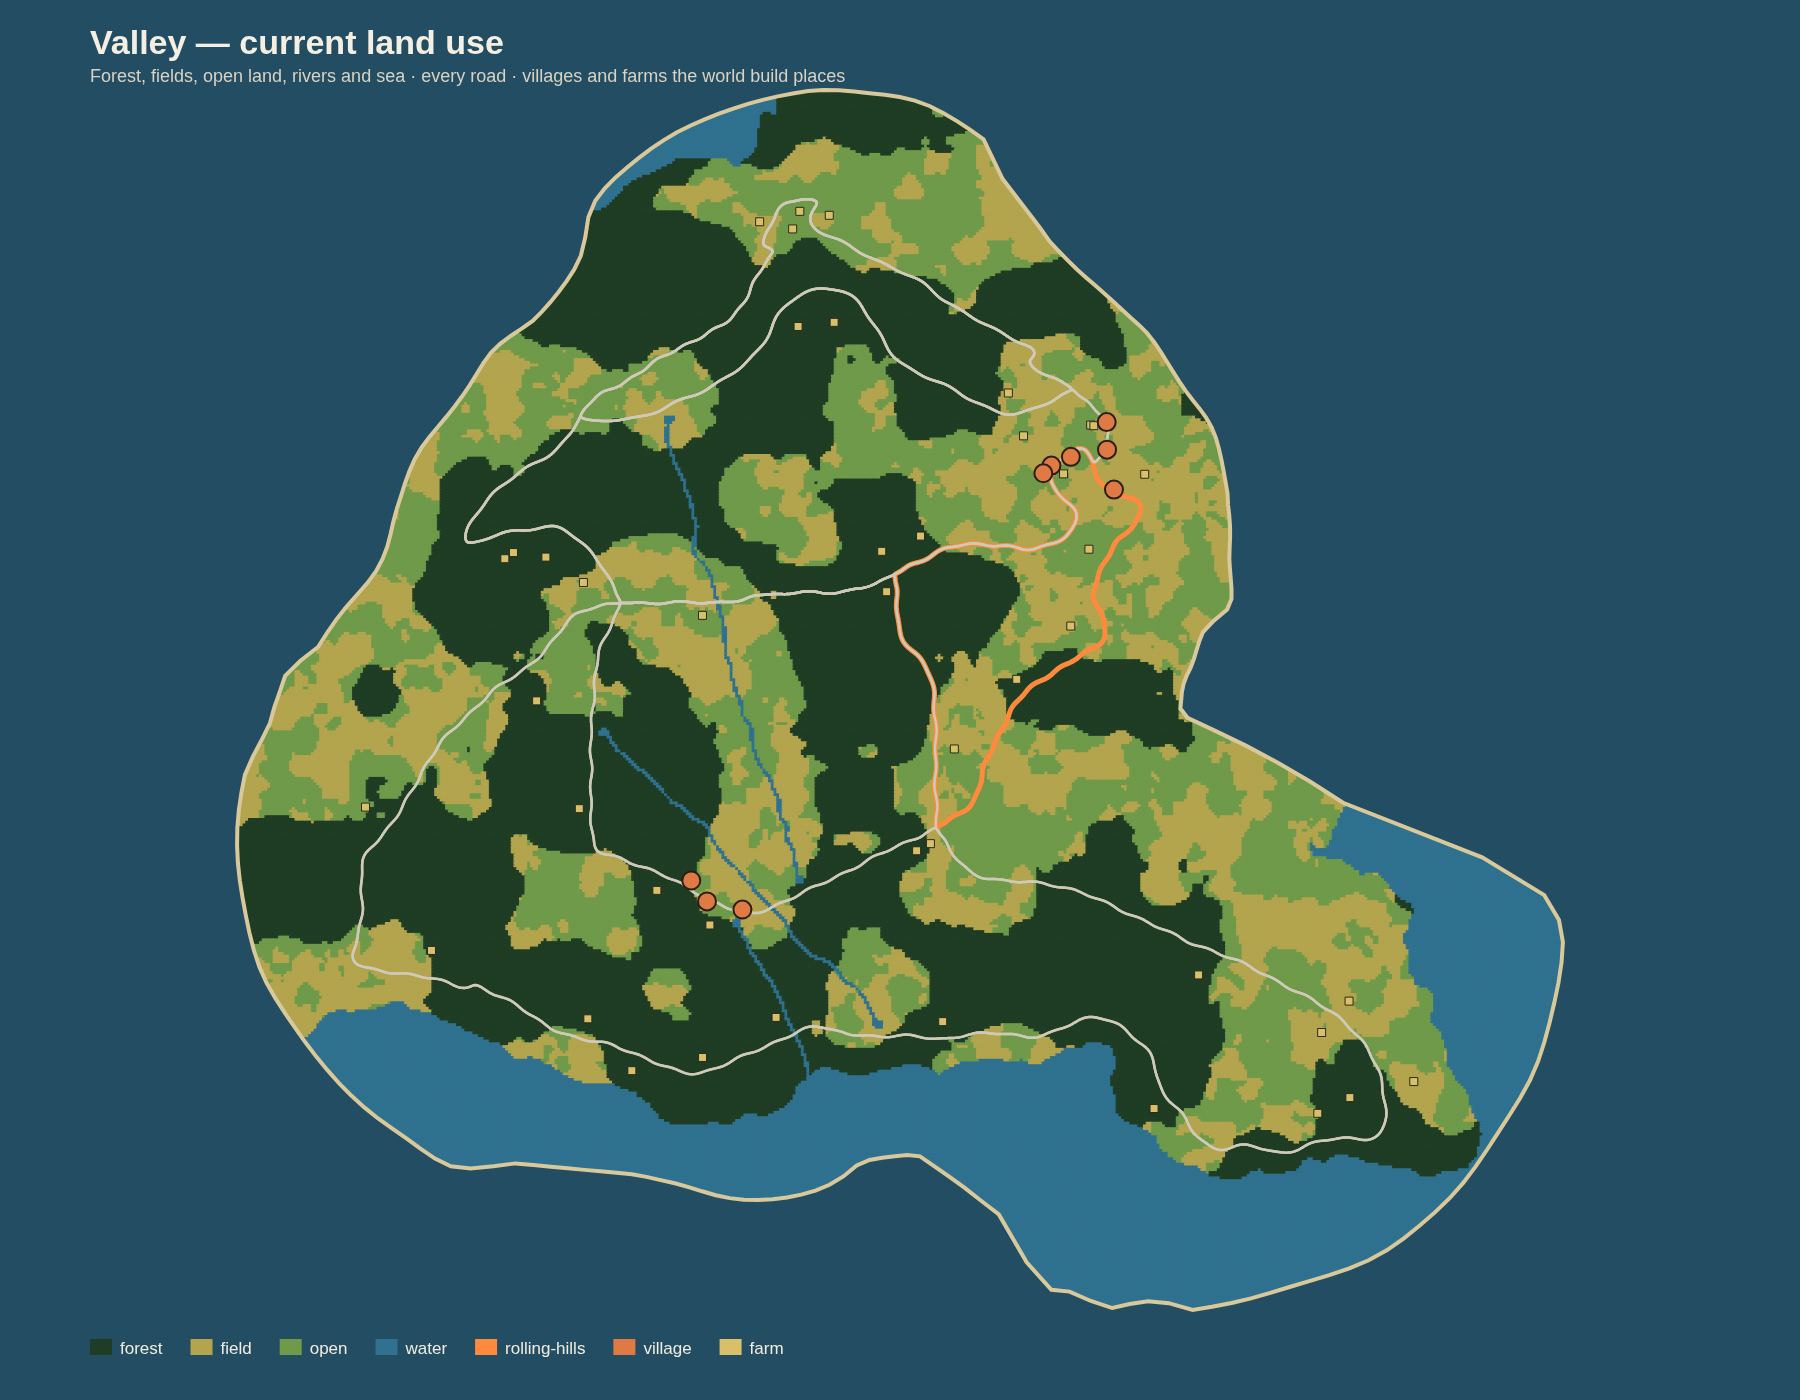 Valley — current land use
Forest, fields, open land, rivers and sea · every road · villages and farms the world build places
forest field open water rolling-hills village farm